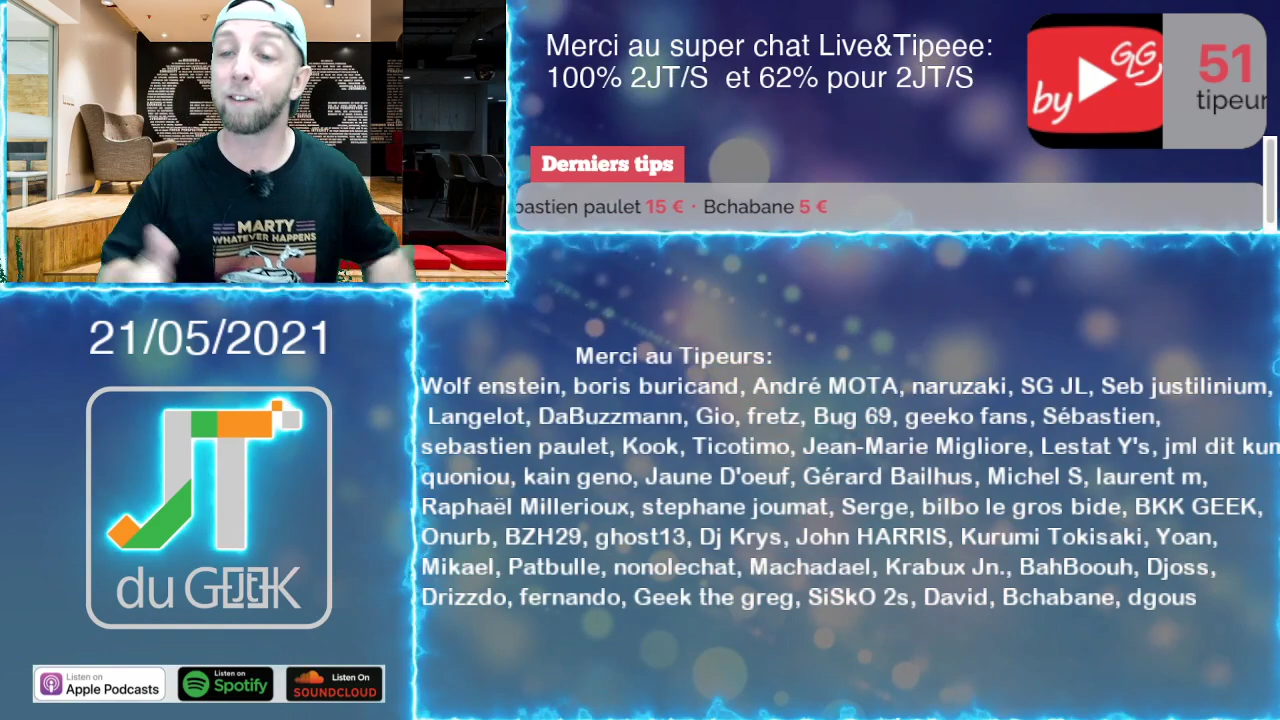 Merci au super chat Live&Tipeee:
100% 2JT/S et 62% pour 2JT/S
by GLG
51
tipeur
Derniers tips
bastien paulet 15 € · Bchabane 5 €
MARTY
WHATEVER HAPPENS
21/05/2021
JT
du GEEK
Listen on
Apple Podcasts
Listen on
Spotify
Listen On
SOUNDCLOUD
Merci au Tipeurs:
Wolf enstein, boris buricand, André MOTA, naruzaki, SG JL, Seb justilinium,
Langelot, DaBuzzmann, Gio, fretz, Bug 69, geeko fans, Sébastien,
sebastien paulet, Kook, Ticotimo, Jean-Marie Migliore, Lestat Y's, jml dit kum
quoniou, kain geno, Jaune D'oeuf, Gérard Bailhus, Michel S, laurent m,
Raphaël Millerioux, stephane joumat, Serge, bilbo le gros bide, BKK GEEK,
Onurb, BZH29, ghost13, Dj Krys, John HARRIS, Kurumi Tokisaki, Yoan,
Mikael, Patbulle, nonolechat, Machadael, Krabux Jn., BahBoouh, Djoss,
Drizzdo, fernando, Geek the greg, SiSkO 2s, David, Bchabane, dgous